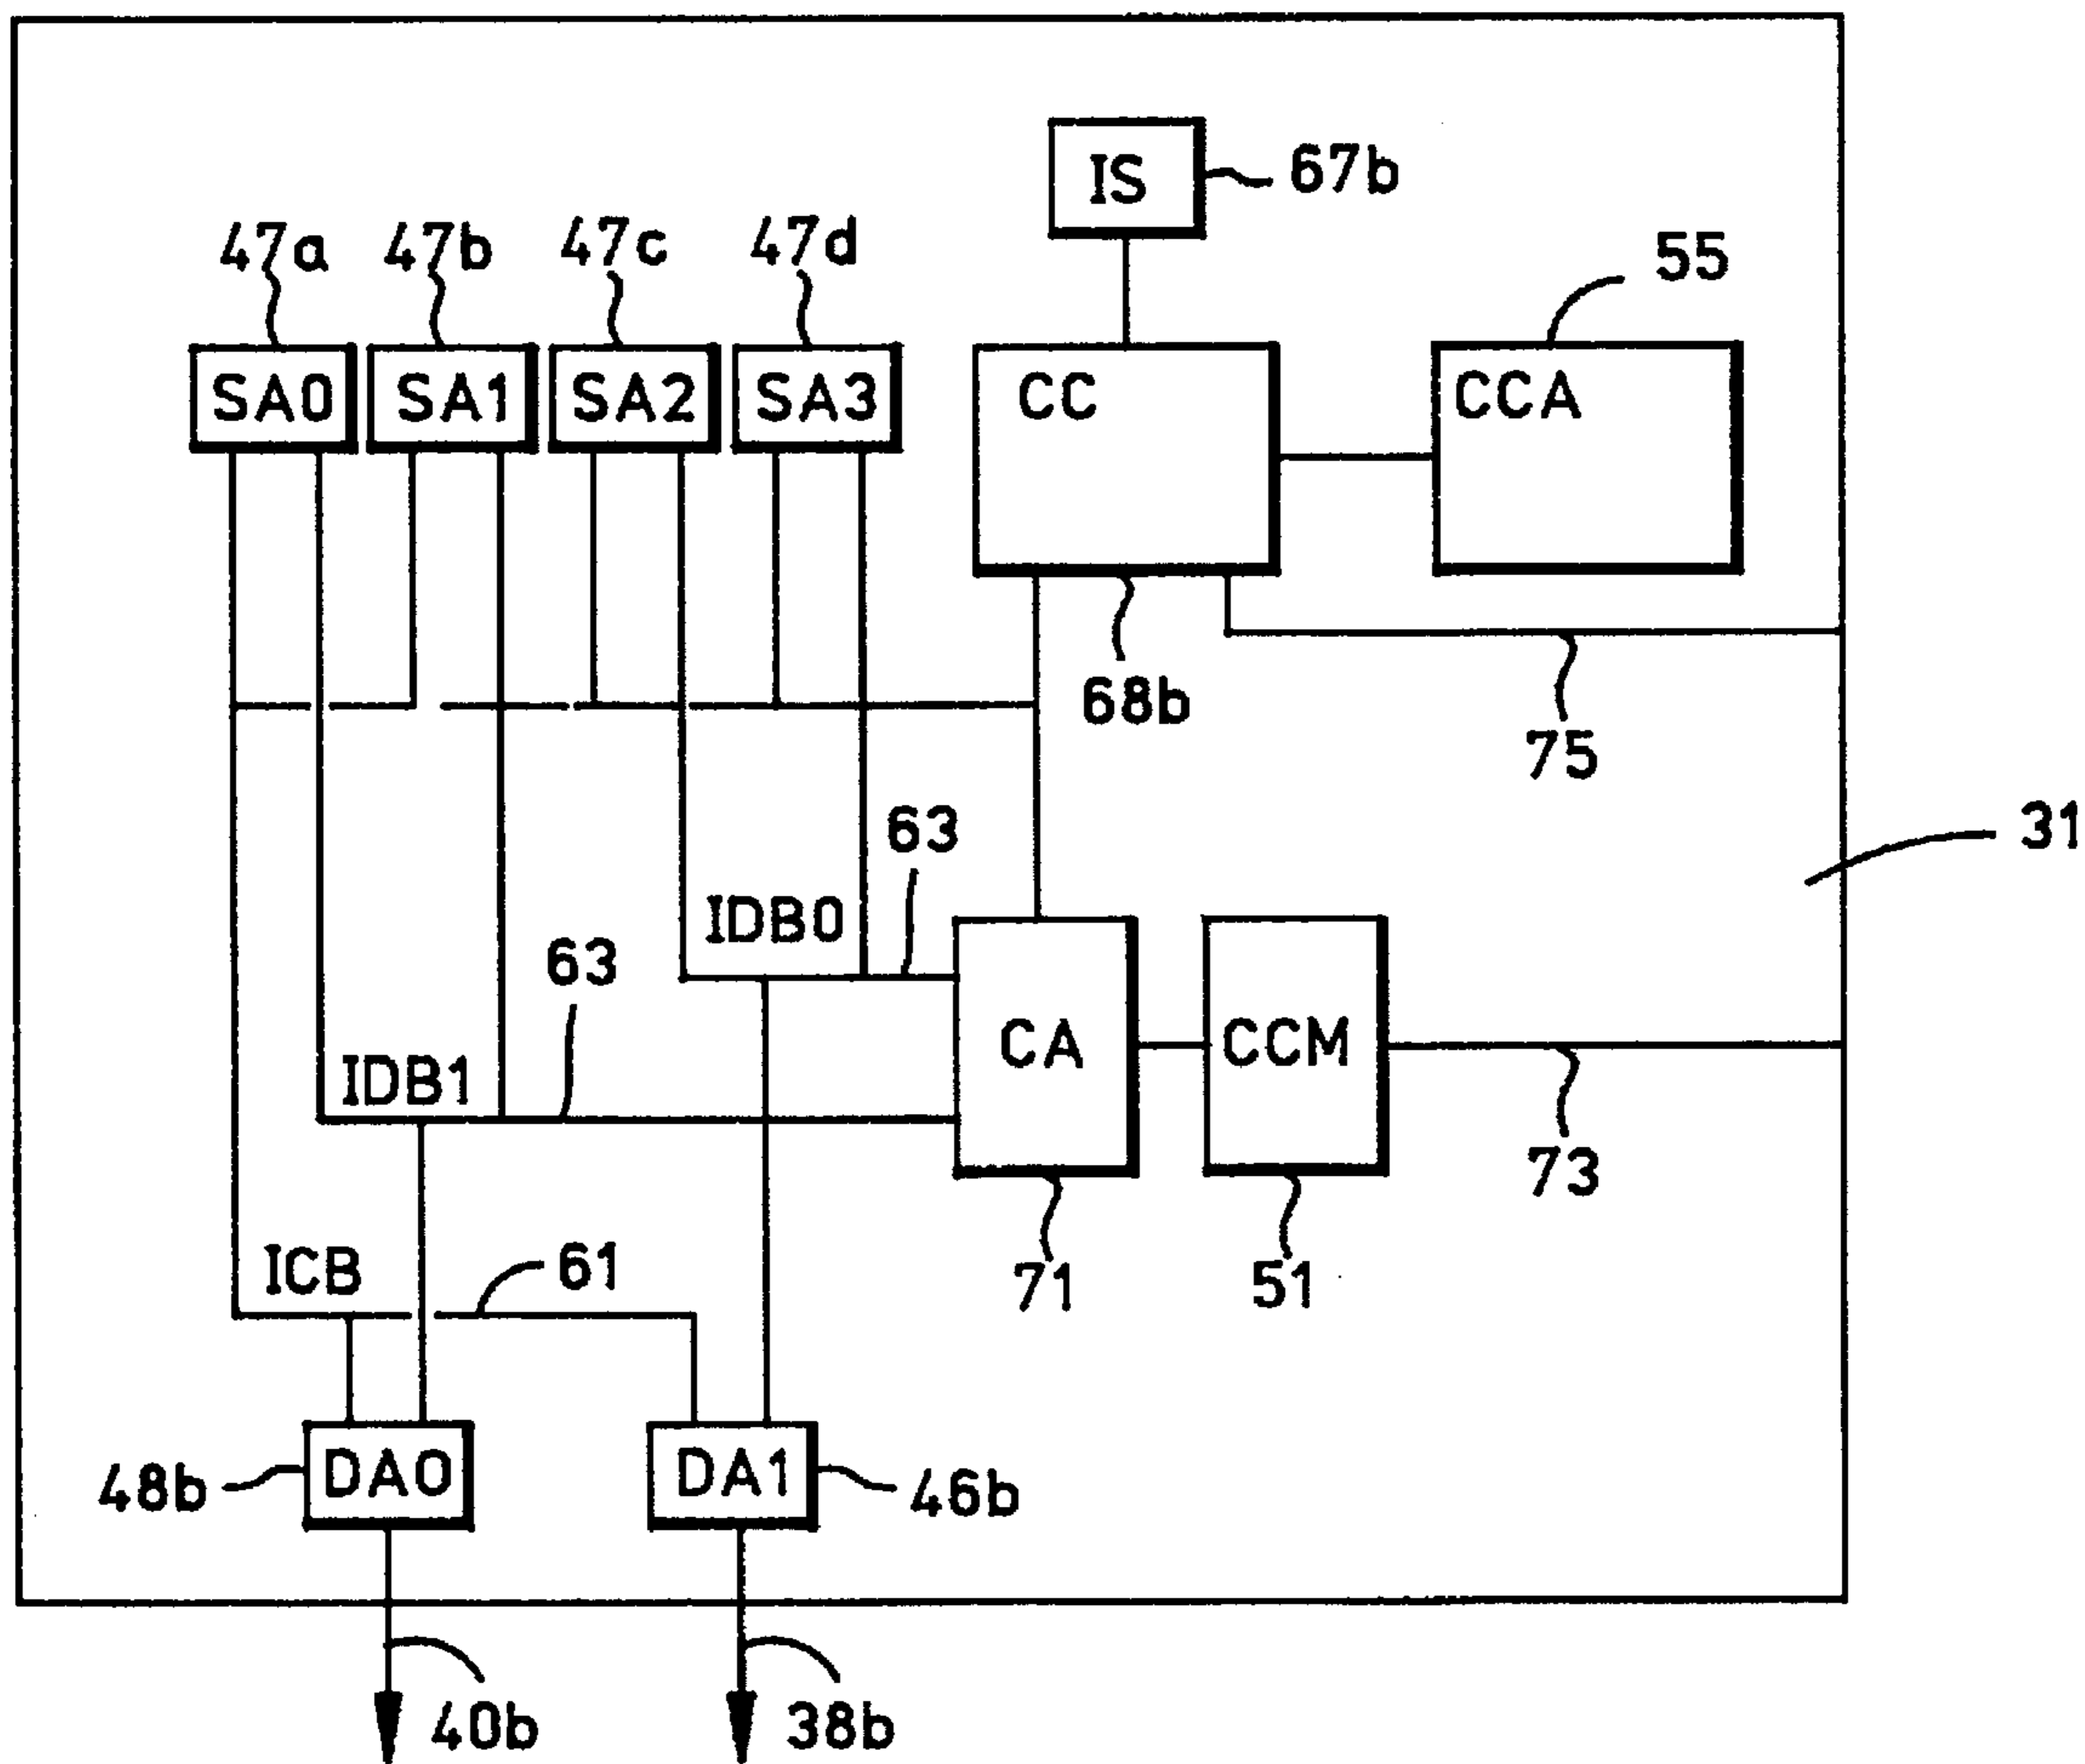 IS
67b
47a 47b 47c 47d
55
SA0 SA1 SA2 SA3
CC
CCA
68b
75
31
63
IDB0
63
CA
CCM
IDB1
73
ICB
61
71
51
48b
DA0
DA1
46b
40b
38b